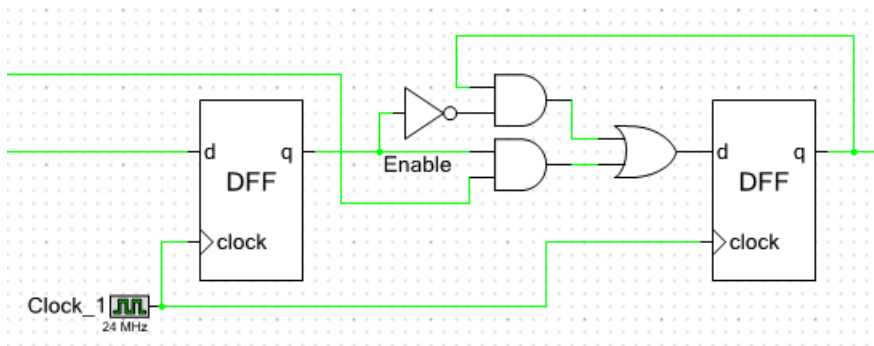 d q
DFF
clock
Enable
d q
DFF
clock
Clock_1
24 MHz